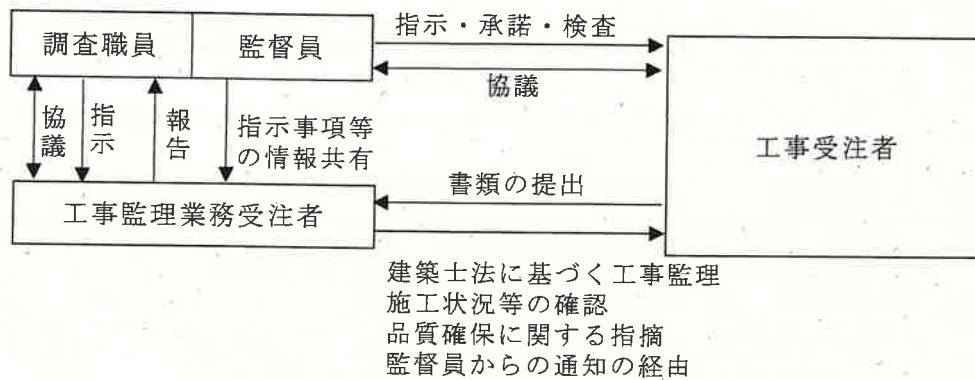 指示・承諾・検査
調査職員
監督員
協議
協議
指示
報告
指示事項等
の情報共有
工事受注者
書類の提出
工事監理業務受注者
建築士法に基づく工事監理
施工状況等の確認
品質確保に関する指摘
監督員からの通知の経由